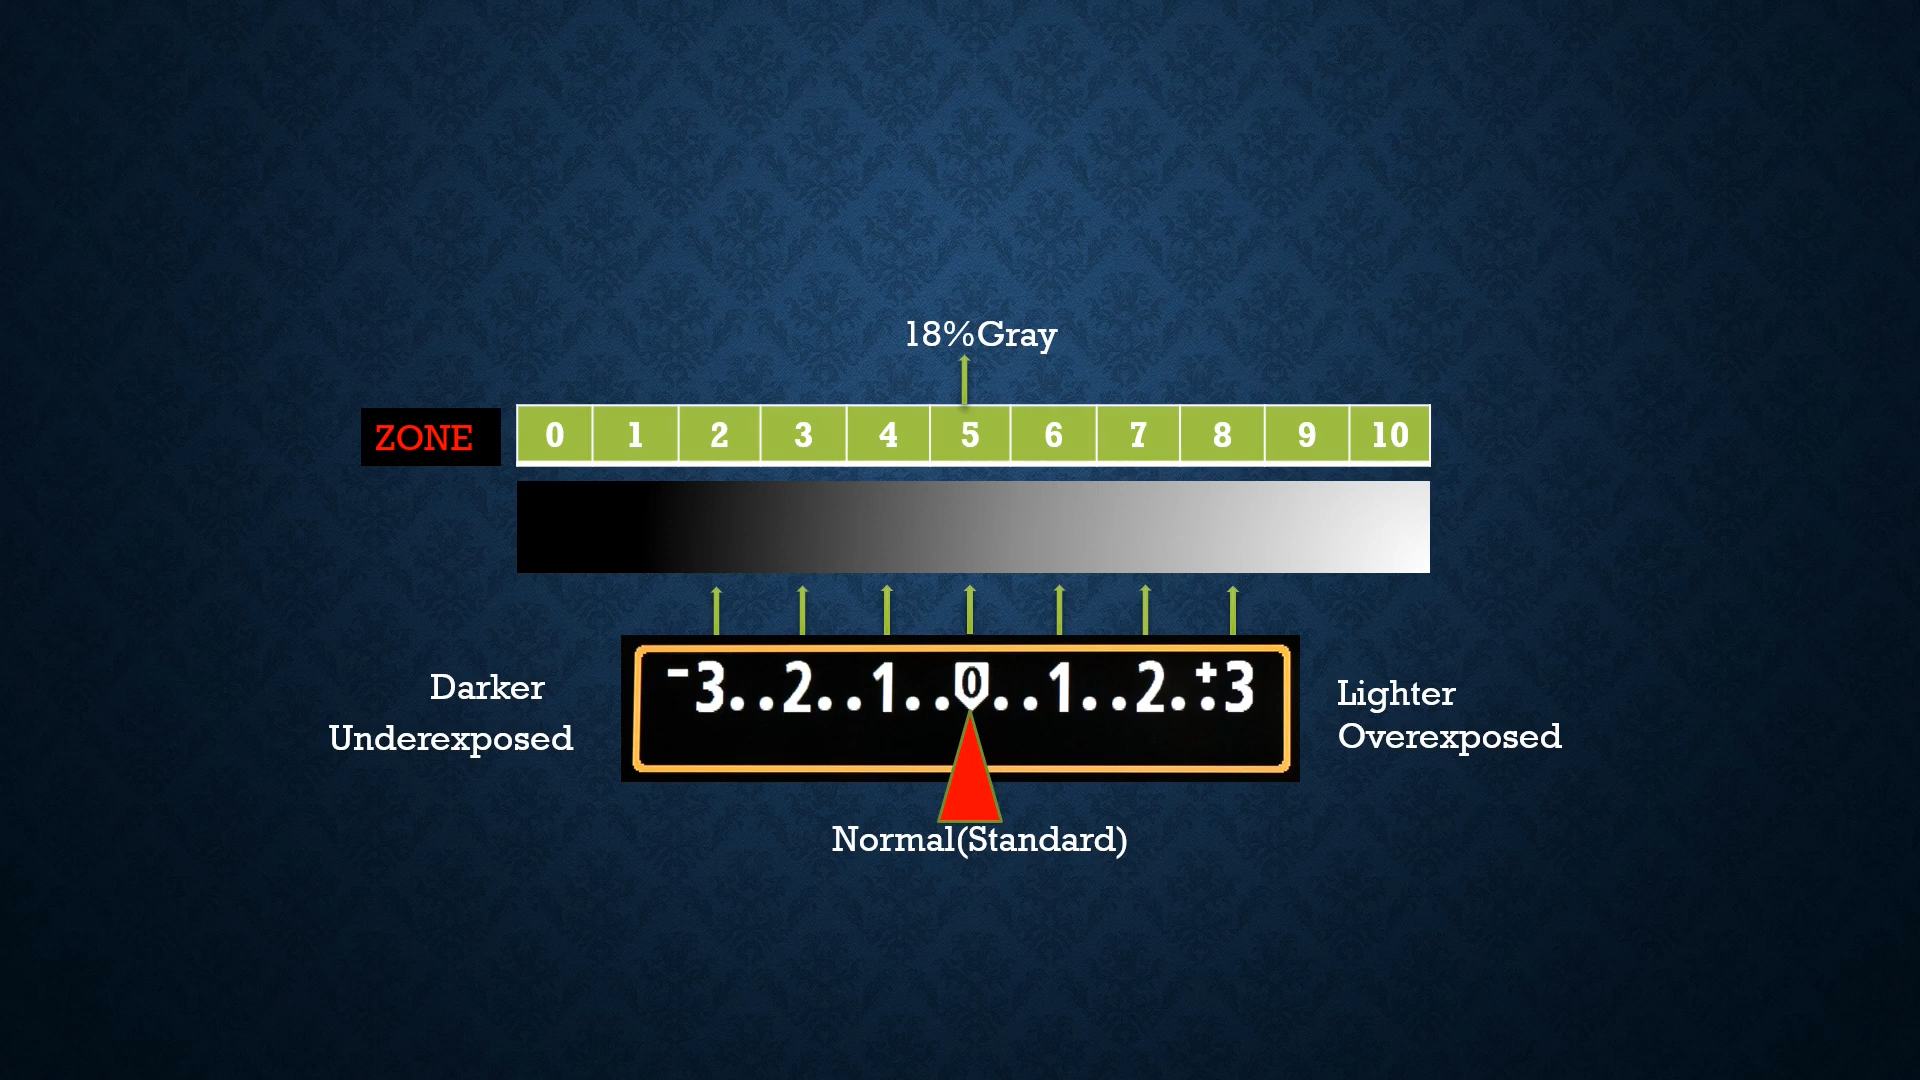 18%Gray
ZONE 0 1 2 3 4 5 6 7 8 9 10
-3..2..1..0..1..2..+3
Darker
Underexposed
Lighter
Overexposed
Normal(Standard)